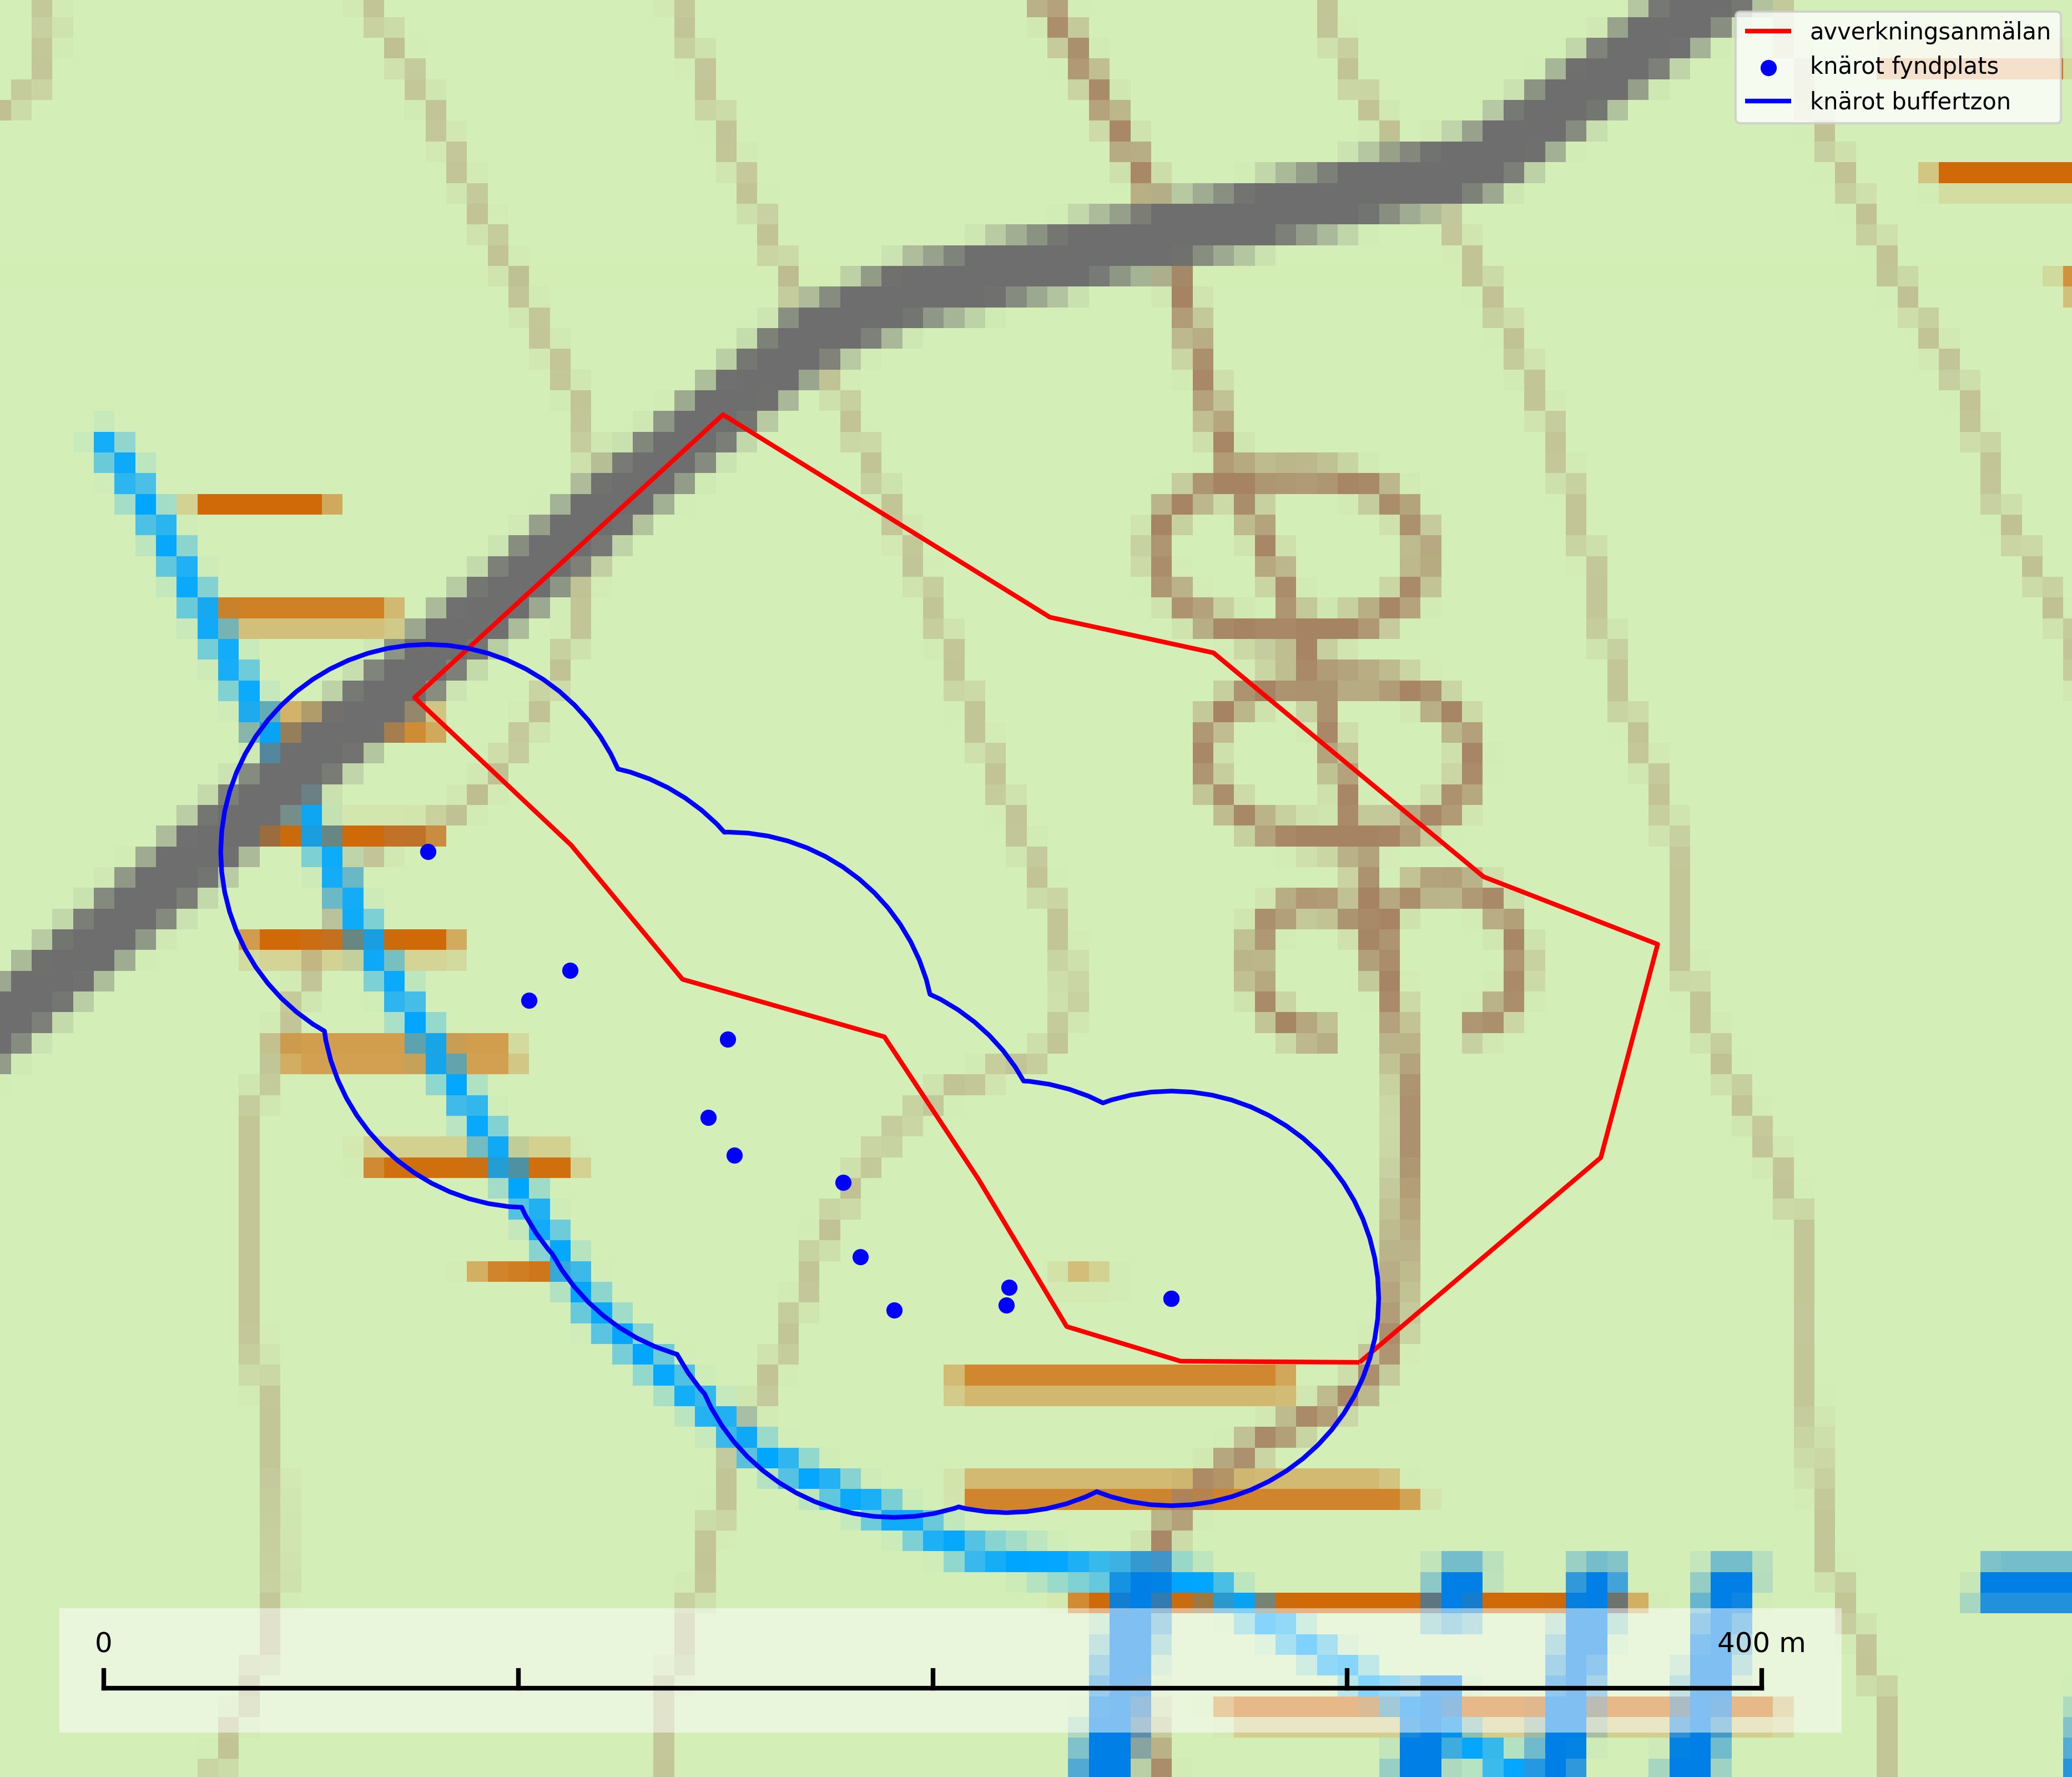 avverkningsanmälan
knärot fyndplats
knärot buffertzon
0
400 m